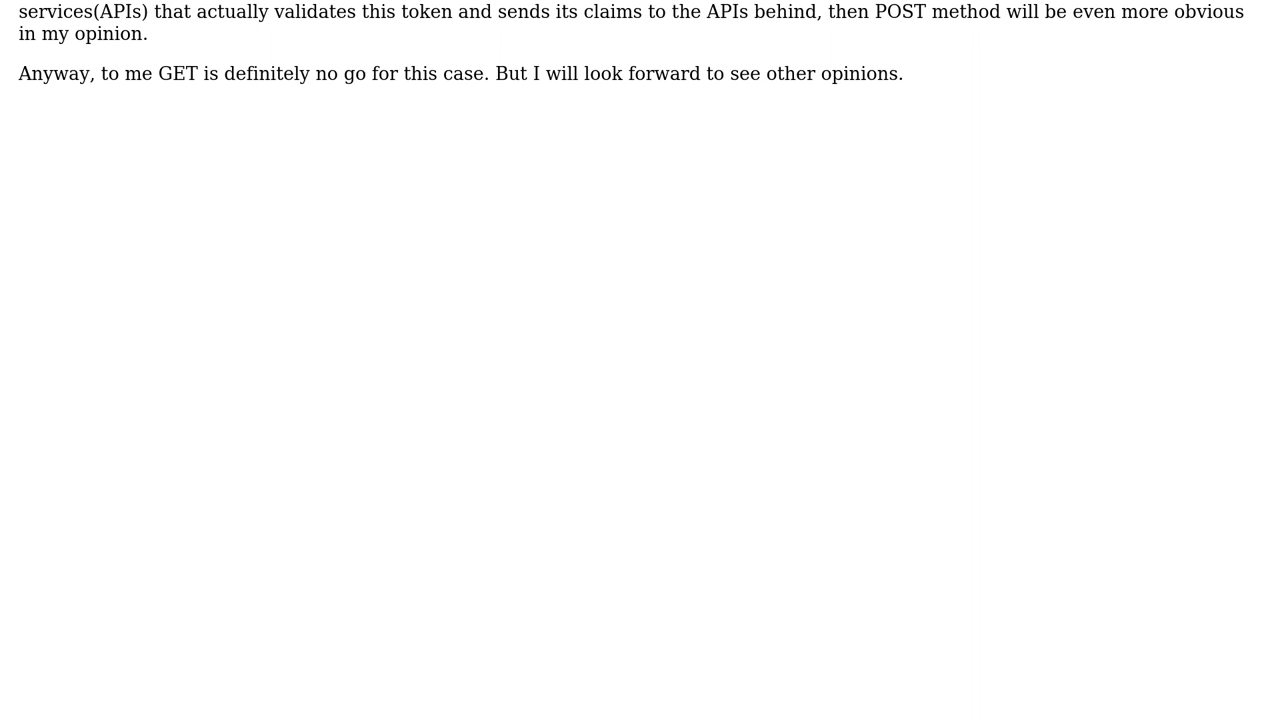 services(APIs) that actually validates this token and sends its claims to the APIs behind, then POST method will be even more obvious
in my opinion.
Anyway, to me GET is definitely no go for this case. But I will look forward to see other opinions.